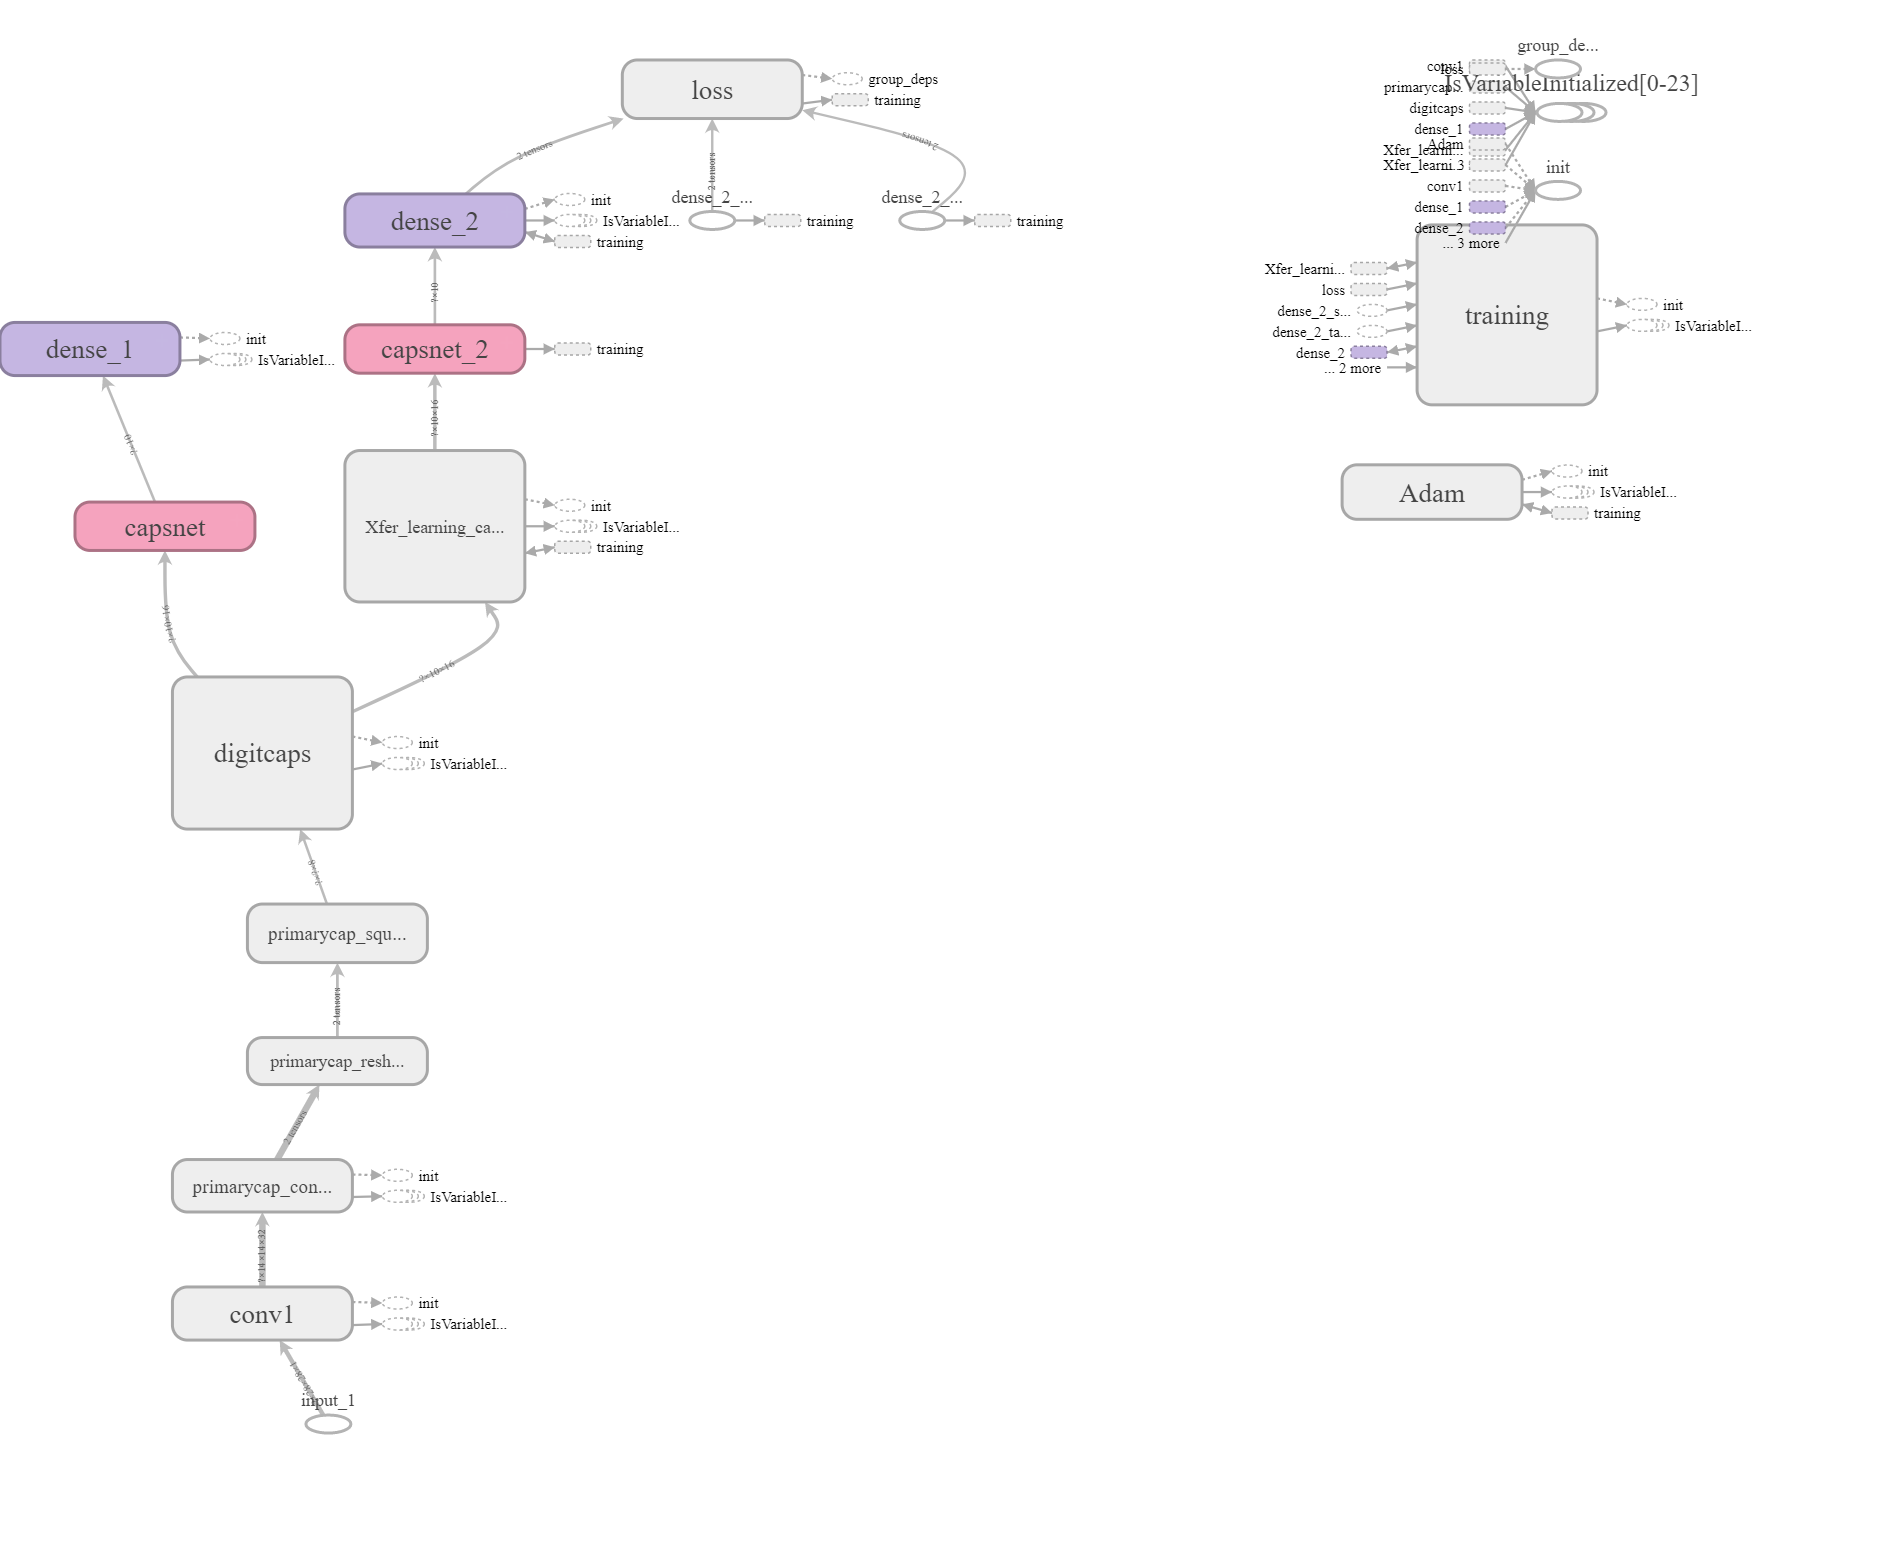 loss
group_deps
training
2 tensors
2 tensors
2 tensors
dense_2
init
IsVariableI...
training
dense_2_...
training
dense_2_...
training
?×10
dense_1
init
IsVariableI...
capsnet_2
training
?×10
?×10×16
capsnet
Xfer_learning_ca...
init
IsVariableI...
training
?×10×16
?×10×16
digitcaps
init
IsVariableI...
?×?×8
primarycap_squ...
2 tensors
primarycap_resh...
2 tensors
primarycap_con...
init
IsVariableI...
?×14×14×32
conv1
init
IsVariableI...
input_1
group_de...
conv1
loss
IsVariableInitialized[0-23]
primarycap...
digitcaps
dense_1
Adam
Xfer_learni...
Xfer_learni.3
init
conv1
dense_1
dense_2
... 3 more
Xfer_learni...
loss
dense_2_s...
dense_2_ta...
dense_2
... 2 more
training
init
IsVariableI...
Adam
init
IsVariableI...
training